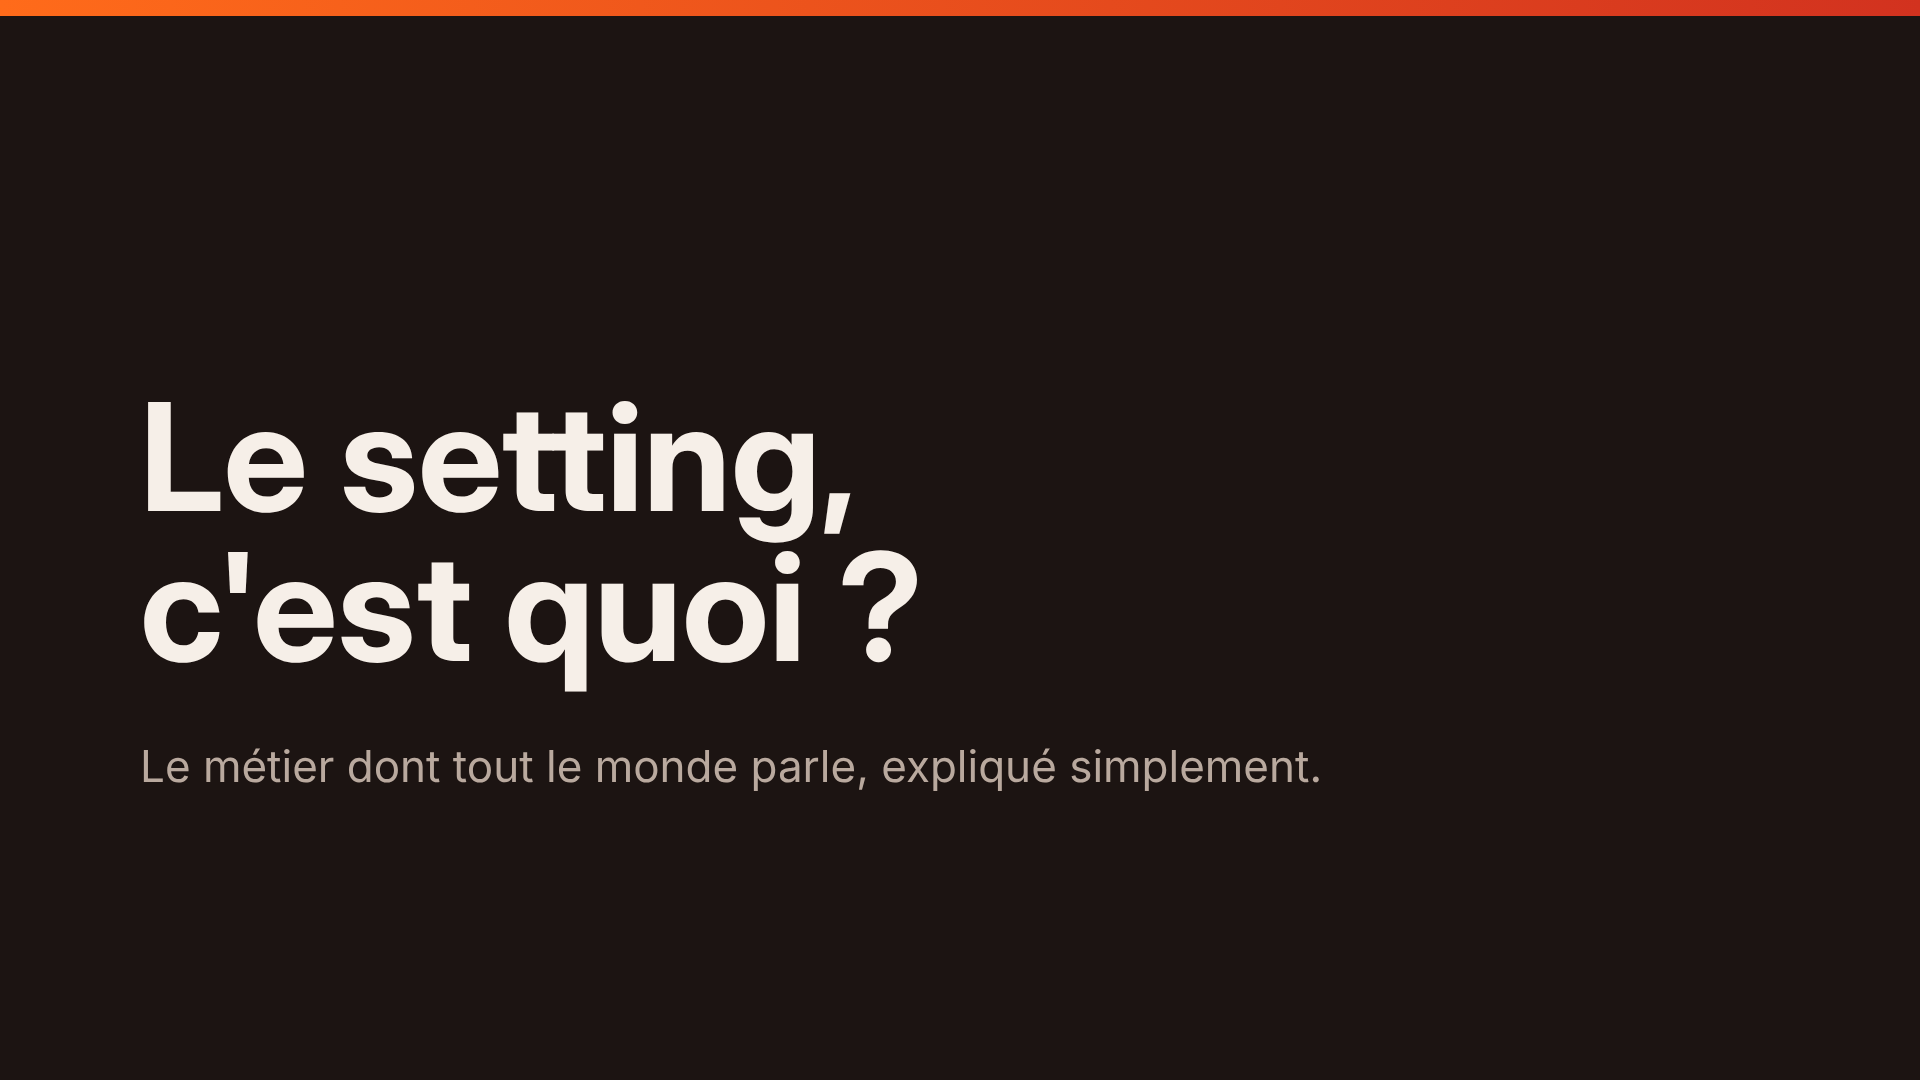 Le setting,
c'est quoi ?
Le métier dont tout le monde parle, expliqué simplement.